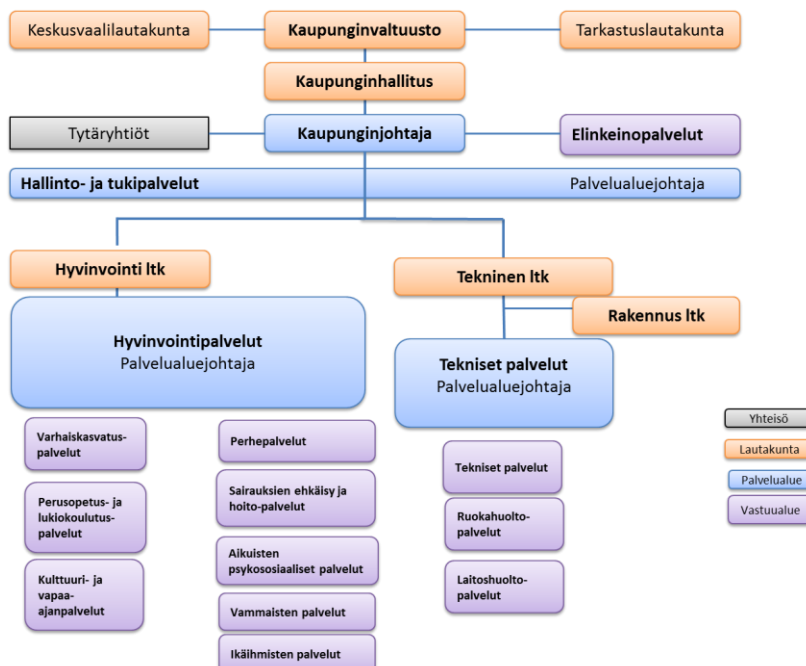 Keskusvaalilautakunta
Kaupunginvaltuusto
Tarkastuslautakunta
Kaupunginhallitus
Tytäryhtiöt
Kaupunginjohtaja
Elinkeinopalvelut
Hallinto- ja tukipalvelut
Palvelualuejohtaja
Hyvinvointi ltk
Tekninen ltk
Rakennus ltk
Hyvinvointipalvelut
Palvelualuejohtaja
Tekniset palvelut
Palvelualuejohtaja
Varhaiskasvatus-
palvelut
Perusopetus- ja
lukiokoulutus-
palvelut
Kulttuuri- ja
vapaa-
ajanpalvelut
Perhepalvelut
Sairauksien ehkäisy ja
hoito-palvelut
Aikuisten
psykososiaaliset palvelut
Vammaisten palvelut
Ikäihmisten palvelut
Tekniset palvelut
Ruokahuolto-
palvelut
Laitoshuolto-
palvelut
Yhteisö
Lautakunta
Palvelualue
Vastuualue